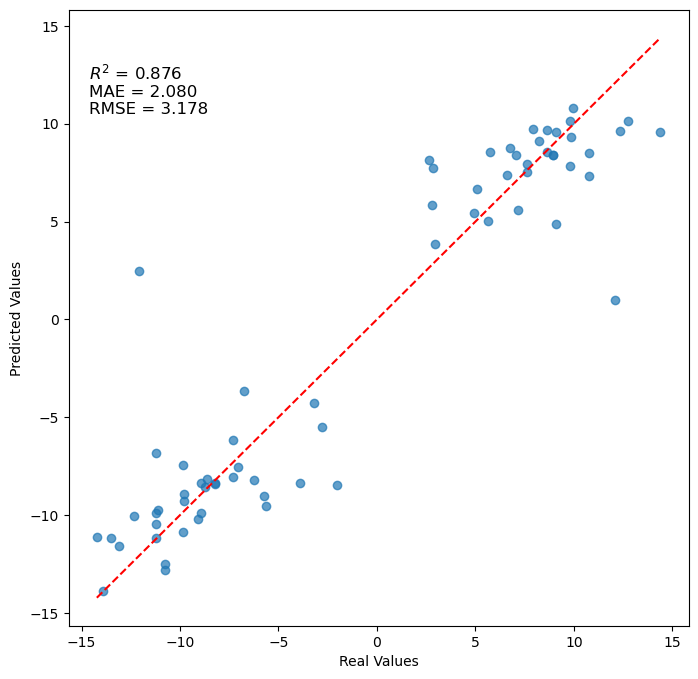 R² = 0.876
MAE = 2.080
RMSE = 3.178
15
10
5
0
−5
−10
−15
Predicted Values
−15 −10 −5 0 5 10 15
Real Values